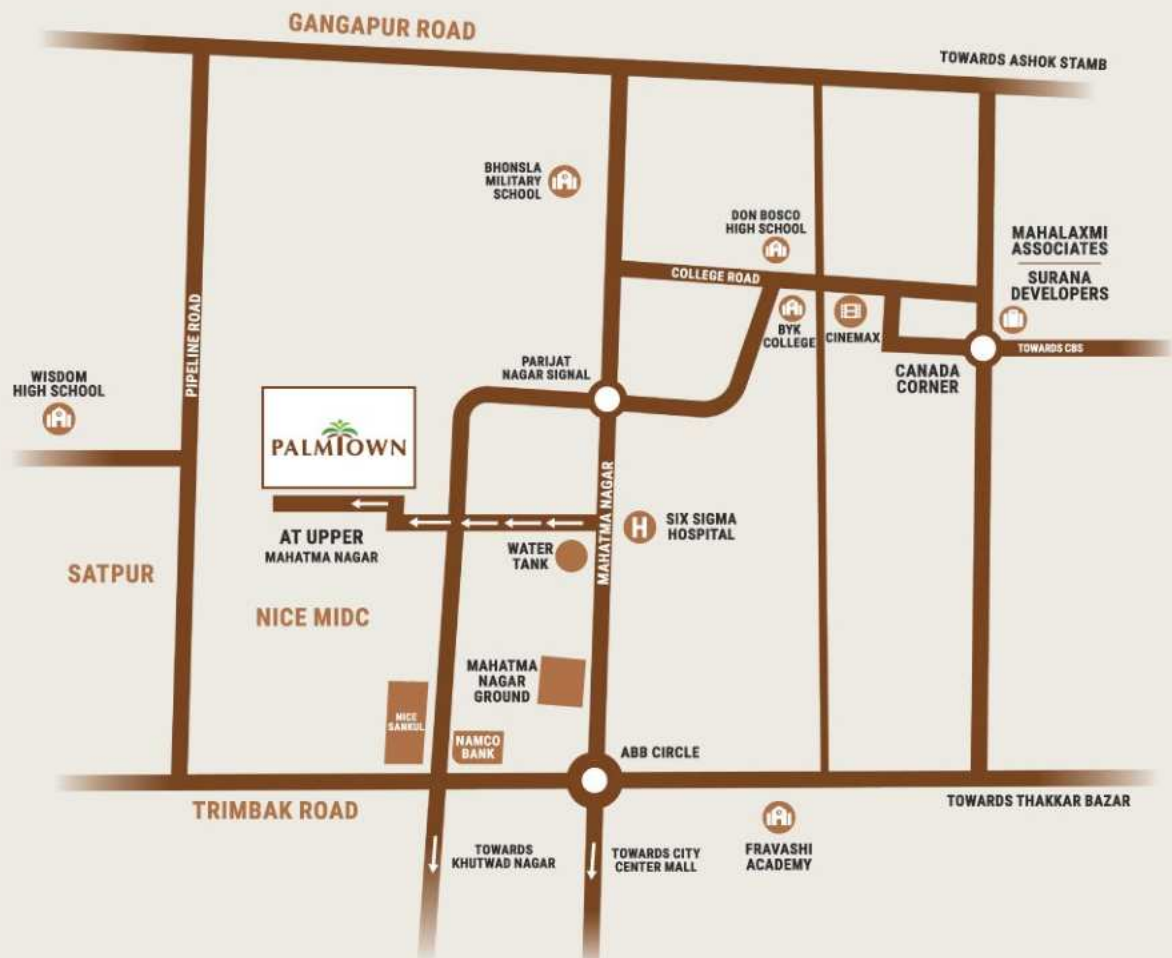 GANGAPUR ROAD
TOWARDS ASHOK STAMB
BHONSLA
MILITARY
SCHOOL
DON BOSCO
HIGH SCHOOL
MAHALAXMI
ASSOCIATES
SURANA
DEVELOPERS
COLLEGE ROAD
PIPELINE ROAD
BYK
COLLEGE
CINEMAX
TOWARDS CBS
CANADA
CORNER
PARIJAT
NAGAR SIGNAL
WISDOM
HIGH SCHOOL
PALMTOWN
MAHATMA NAGAR
H
SIX SIGMA
HOSPITAL
AT UPPER
MAHATMA NAGAR
WATER
TANK
SATPUR
NICE MIDC
MAHATMA
NAGAR
GROUND
NICE
SANKUL
NAMCO
BANK
ABB CIRCLE
TRIMBAK ROAD
TOWARDS THAKKAR BAZAR
TOWARDS
KHUTWAD NAGAR
TOWARDS CITY
CENTER MALL
FRAVASHI
ACADEMY